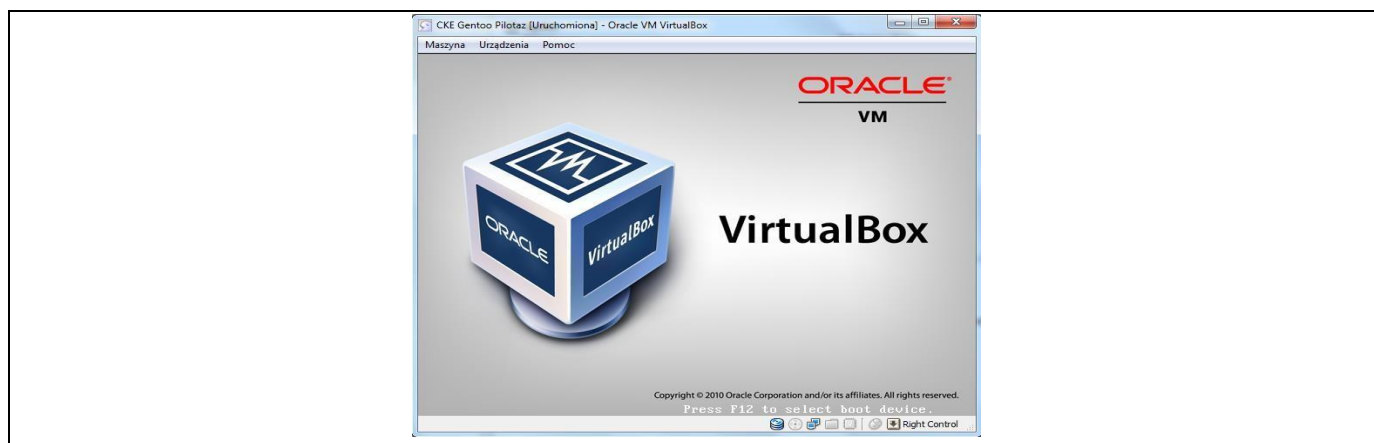 CKE Gentoo Pilotaz [Uruchomiona] - Oracle VM VirtualBox
Maszyna Urządzenia Pomoc
ORACLE®
VM
ORACLE
VirtualBox
VirtualBox
Copyright © 2010 Oracle Corporation and/or its affiliates. All rights reserved.
Press F12 to select boot device.
Right Control